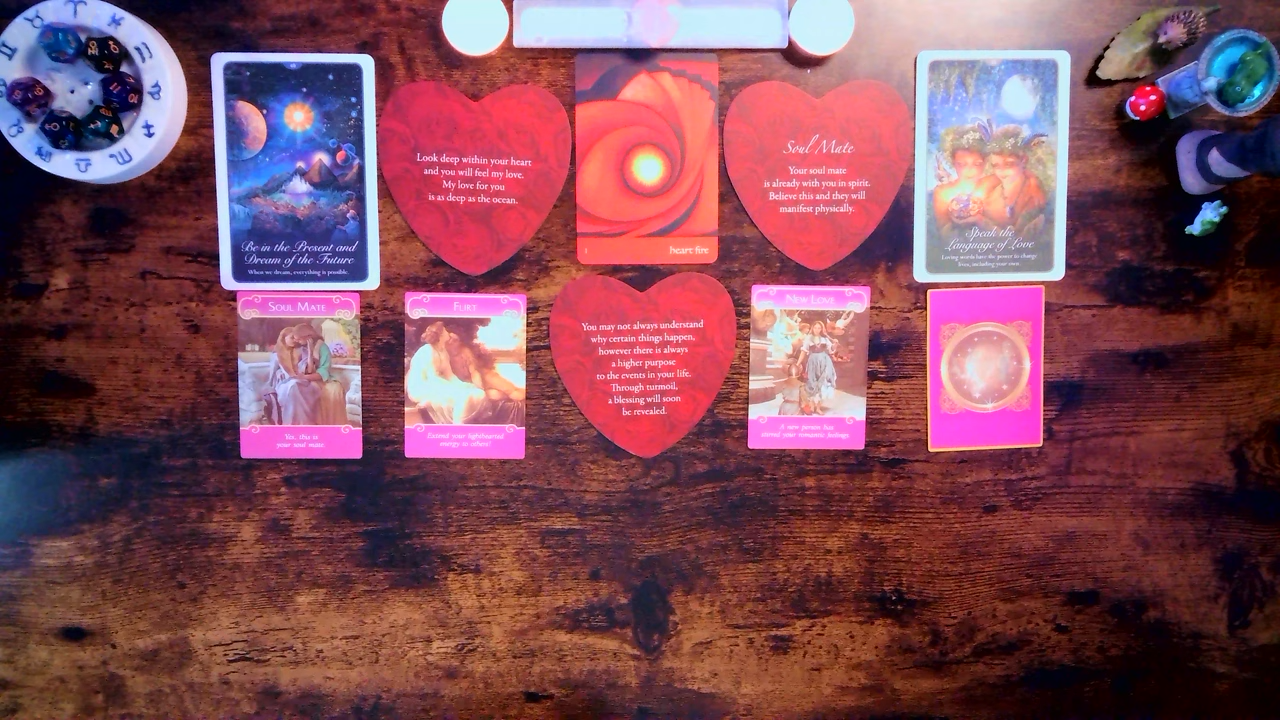 Be in the Present and
Dream of the Future
When we dream, everything is possible.
Look deep within your heart
and you will feel my love.
My love for you
is as deep as the ocean.
1
heart fire
Soul Mate
Your soul mate
is already with you in spirit.
Believe this and they will
manifest physically.
Speak the
Language of Love
Loving words have the power to change
lives, including your own.
SOUL MATE
Yes, this is
your soul mate.
FLIRT
Extend your lighthearted
energy to others!
You may not always understand
why certain things happen,
however there is always
a higher purpose
to the events in your life.
Through turmoil,
a blessing will soon
be revealed.
NEW LOVE
A new person has
stirred your romantic feelings